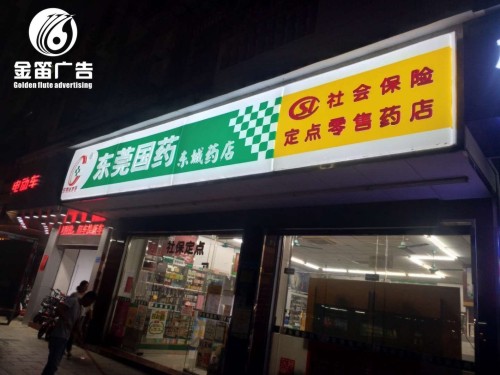 金笛广告
Golden flute advertising
东莞国药 东城药店
社会保险
定点零售药店
电动车
社保定点